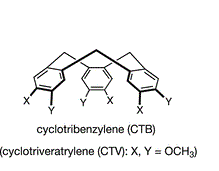 X Y Y X X Y
cyclotribenzylene (CTB)
(cyclotriveratrylene (CTV): X, Y = OCH₃)